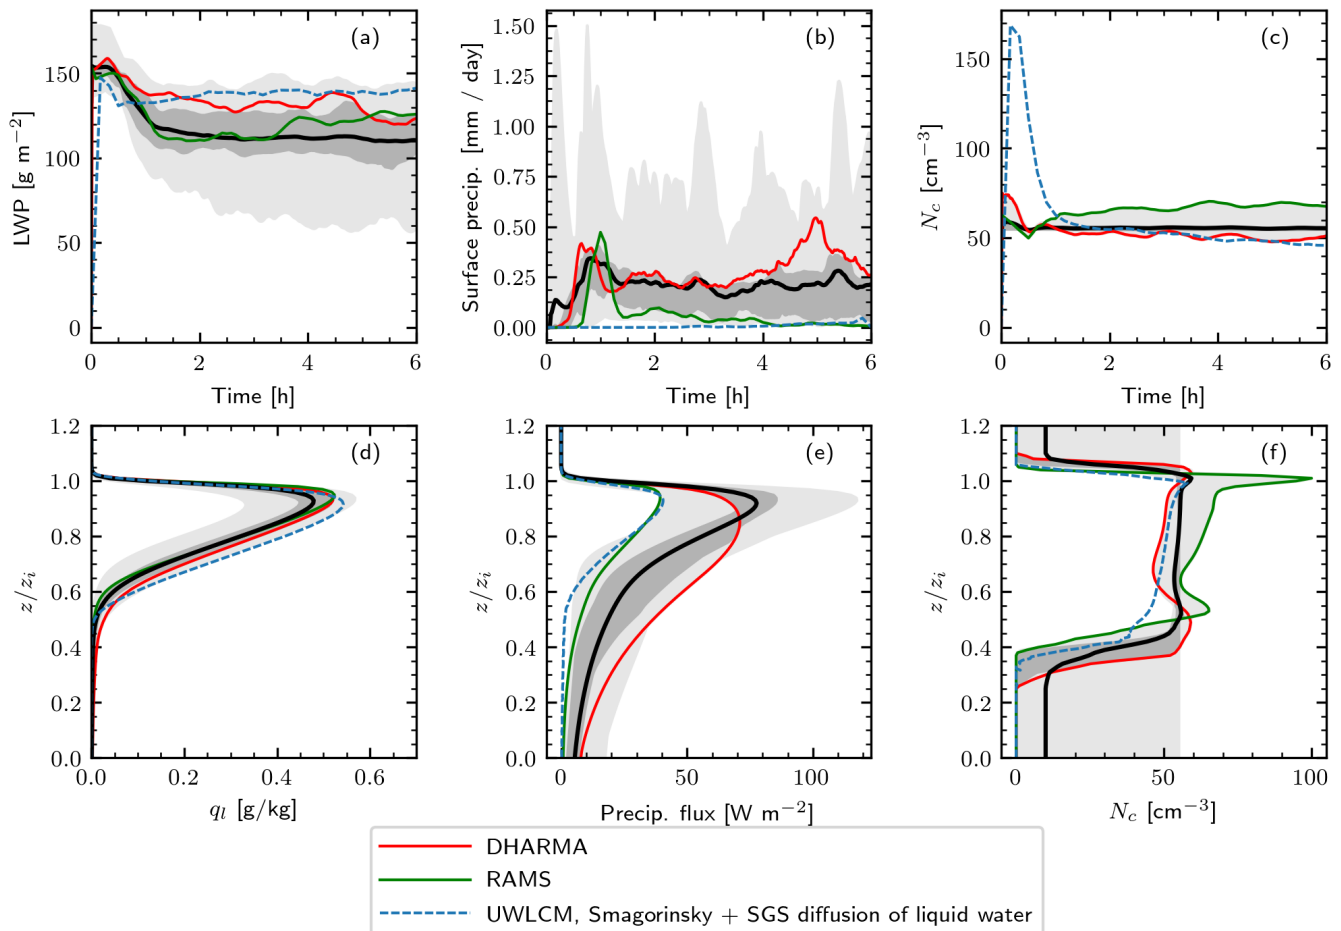 (a)
(b)
(c)
LWP [g m⁻²]
150
100
50
0
0 2 4 6
Time [h]
Surface precip. [mm / day]
1.50
1.25
1.00
0.75
0.50
0.25
0.00
0 2 4 6
Time [h]
N_c [cm⁻³]
150
100
50
0
0 2 4 6
Time [h]
(d)
(e)
(f)
z/z_i
1.2
1.0
0.8
0.6
0.4
0.2
0.0
0.0 0.2 0.4 0.6
q_l [g/kg]
z/z_i
1.2
1.0
0.8
0.6
0.4
0.2
0.0
0 50 100
Precip. flux [W m⁻²]
z/z_i
1.2
1.0
0.8
0.6
0.4
0.2
0.0
0 50 100
N_c [cm⁻³]
DHARMA
RAMS
UWLCM, Smagorinsky + SGS diffusion of liquid water